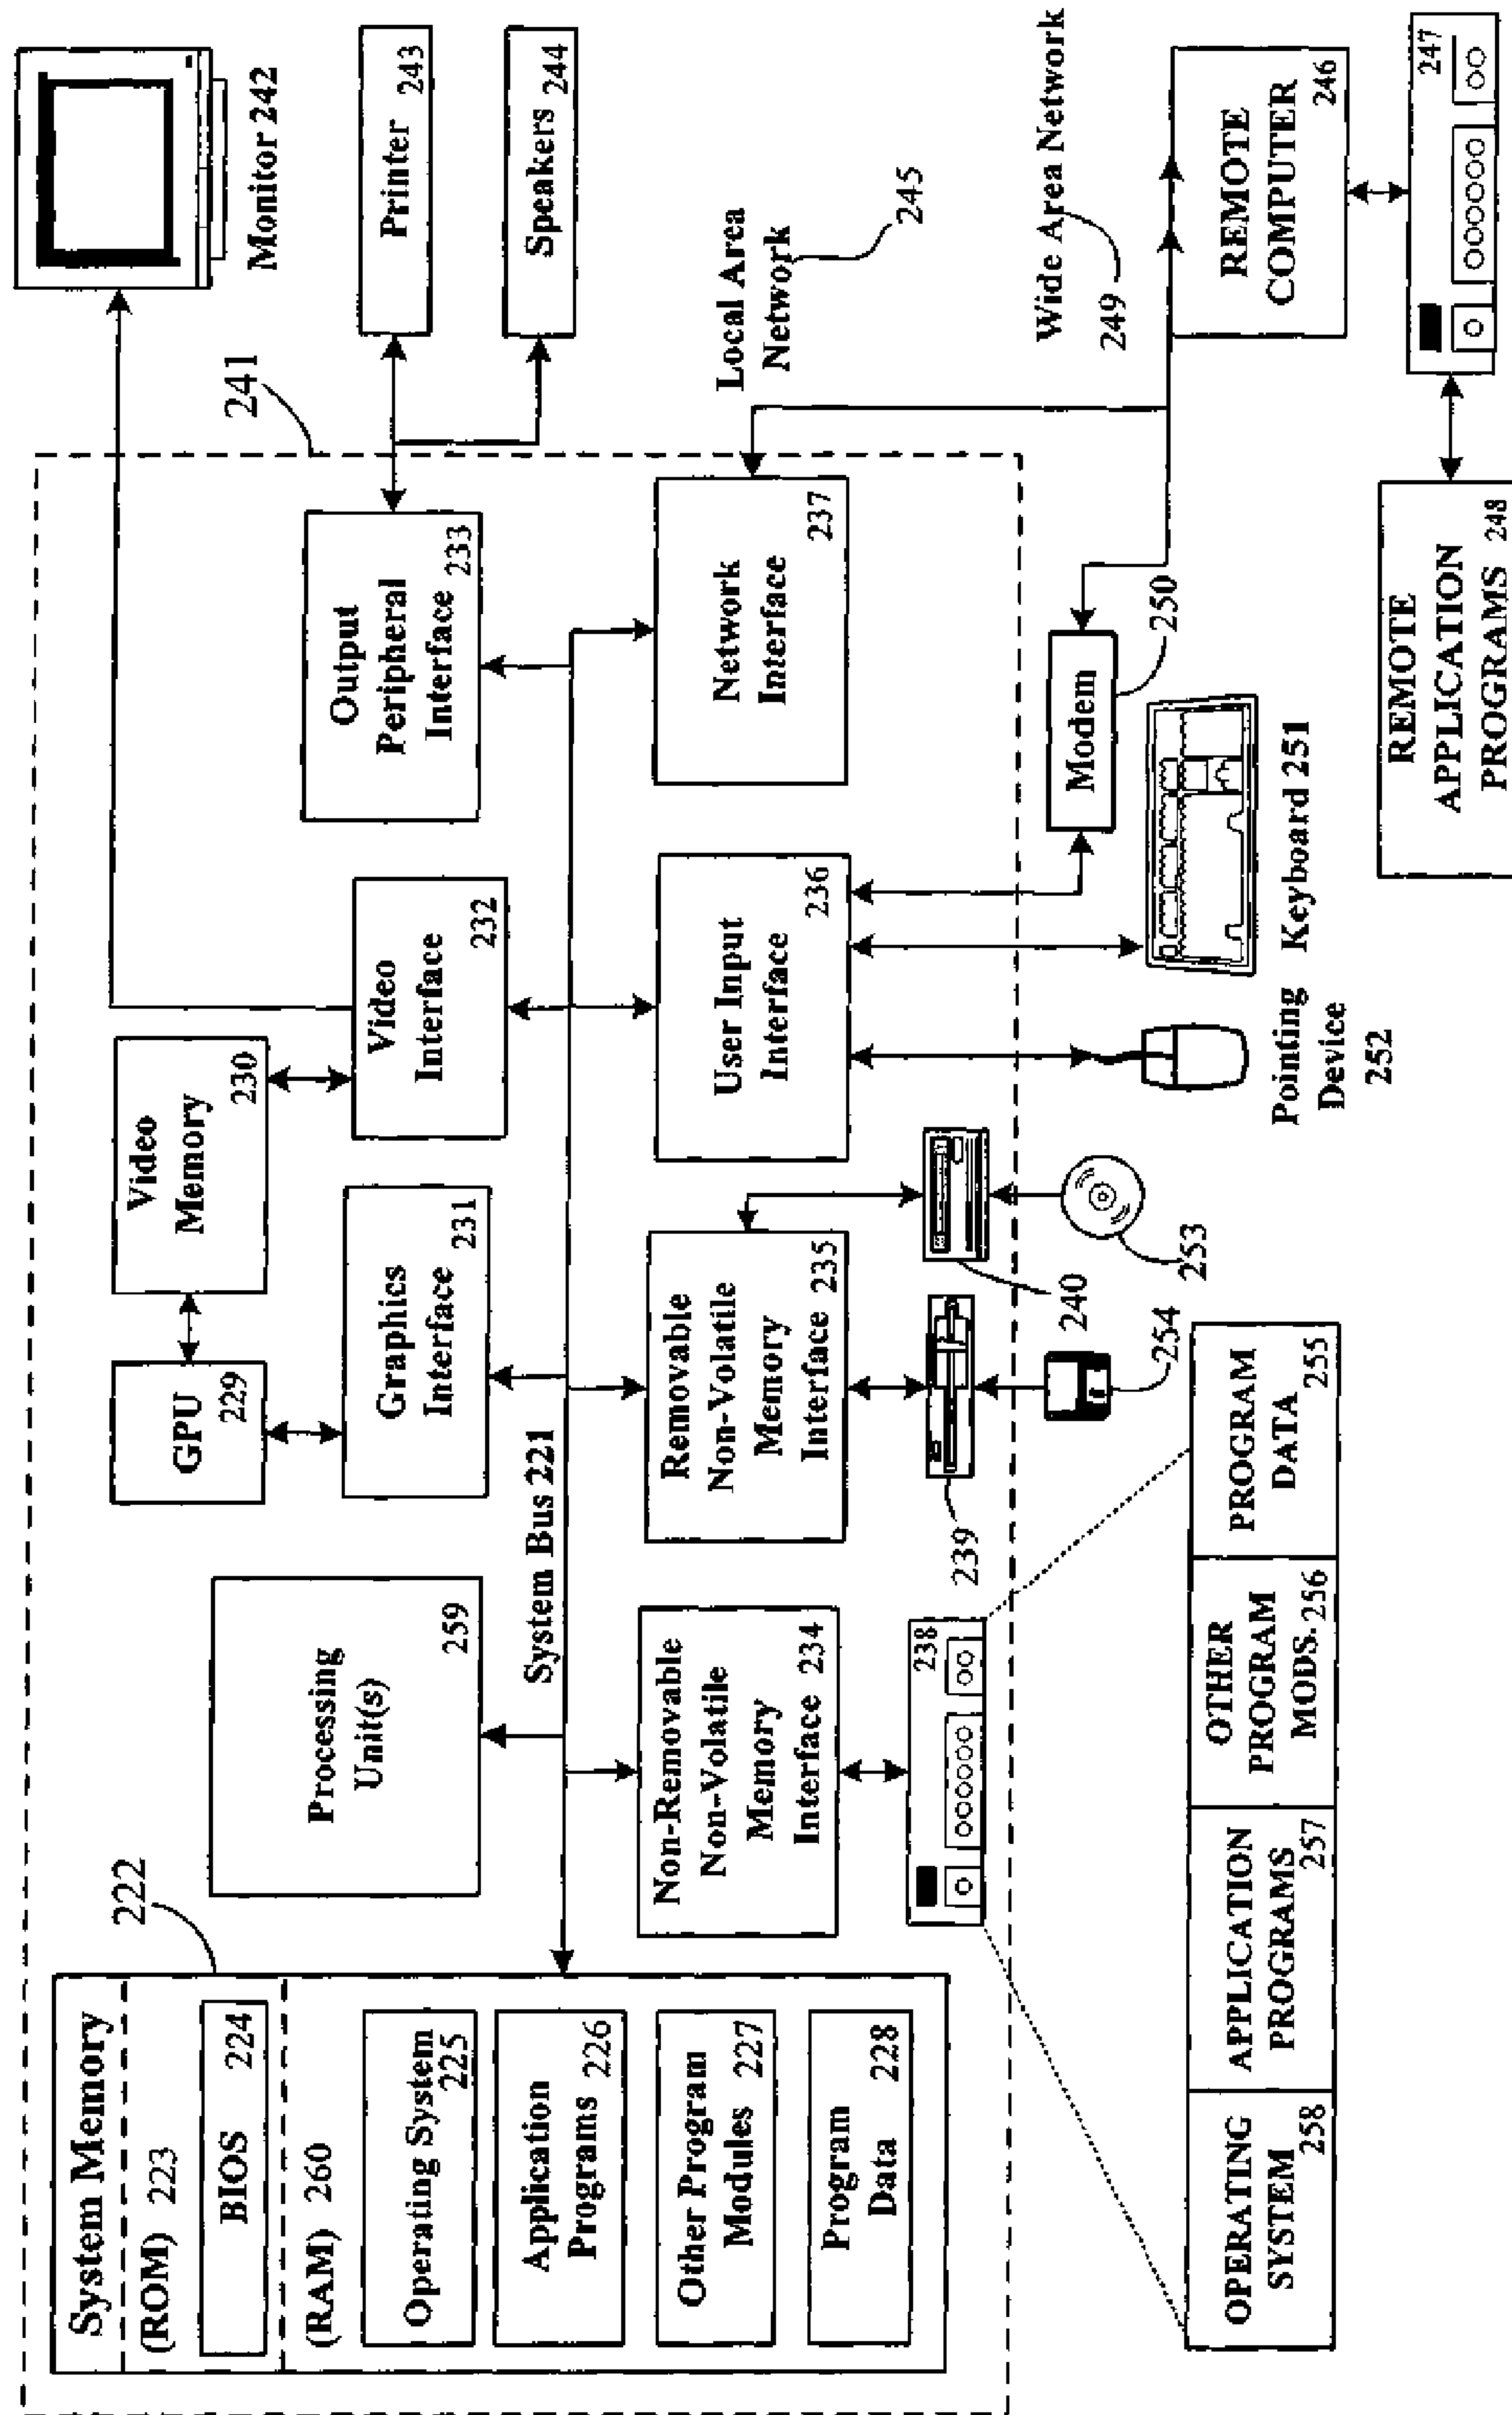 System Memory
(ROM) 223
BIOS 224
(RAM) 260
Operating System
225
Application
Programs 226
Other Program
Modules 227
Program
Data 228
222
Processing
Unit(s)
259
System Bus 221
GPU
229
Video
Memory
230
Graphics
Interface
231
Video
Interface
232
Output
Peripheral
Interface 233
241
Monitor 242
Printer 243
Speakers 244
Non-Removable
Non-Volatile
Memory
Interface 234
Removable
Non-Volatile
Memory
Interface 235
User Input
Interface
236
Network
Interface
237
Local Area
Network
245
238
239
240
254
253
Pointing
Device
252
Keyboard 251
Modem
250
Wide Area Network
249
REMOTE
COMPUTER
246
247
REMOTE
APPLICATION
PROGRAMS 248
OPERATING
SYSTEM
258
APPLICATION
PROGRAMS
257
OTHER
PROGRAM
MODS. 256
PROGRAM
DATA
255